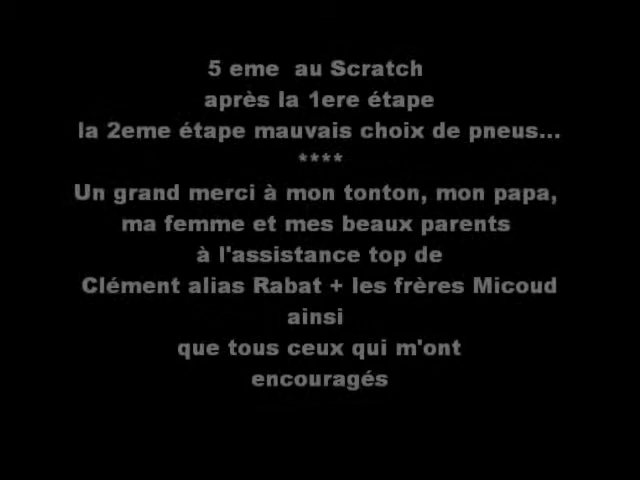 5 eme au Scratch
après la 1ere étape
la 2eme étape mauvais choix de pneus...
****
Un grand merci à mon tonton, mon papa,
ma femme et mes beaux parents
à l'assistance top de
Clément alias Rabat + les frères Micoud
ainsi
que tous ceux qui m'ont
encouragés